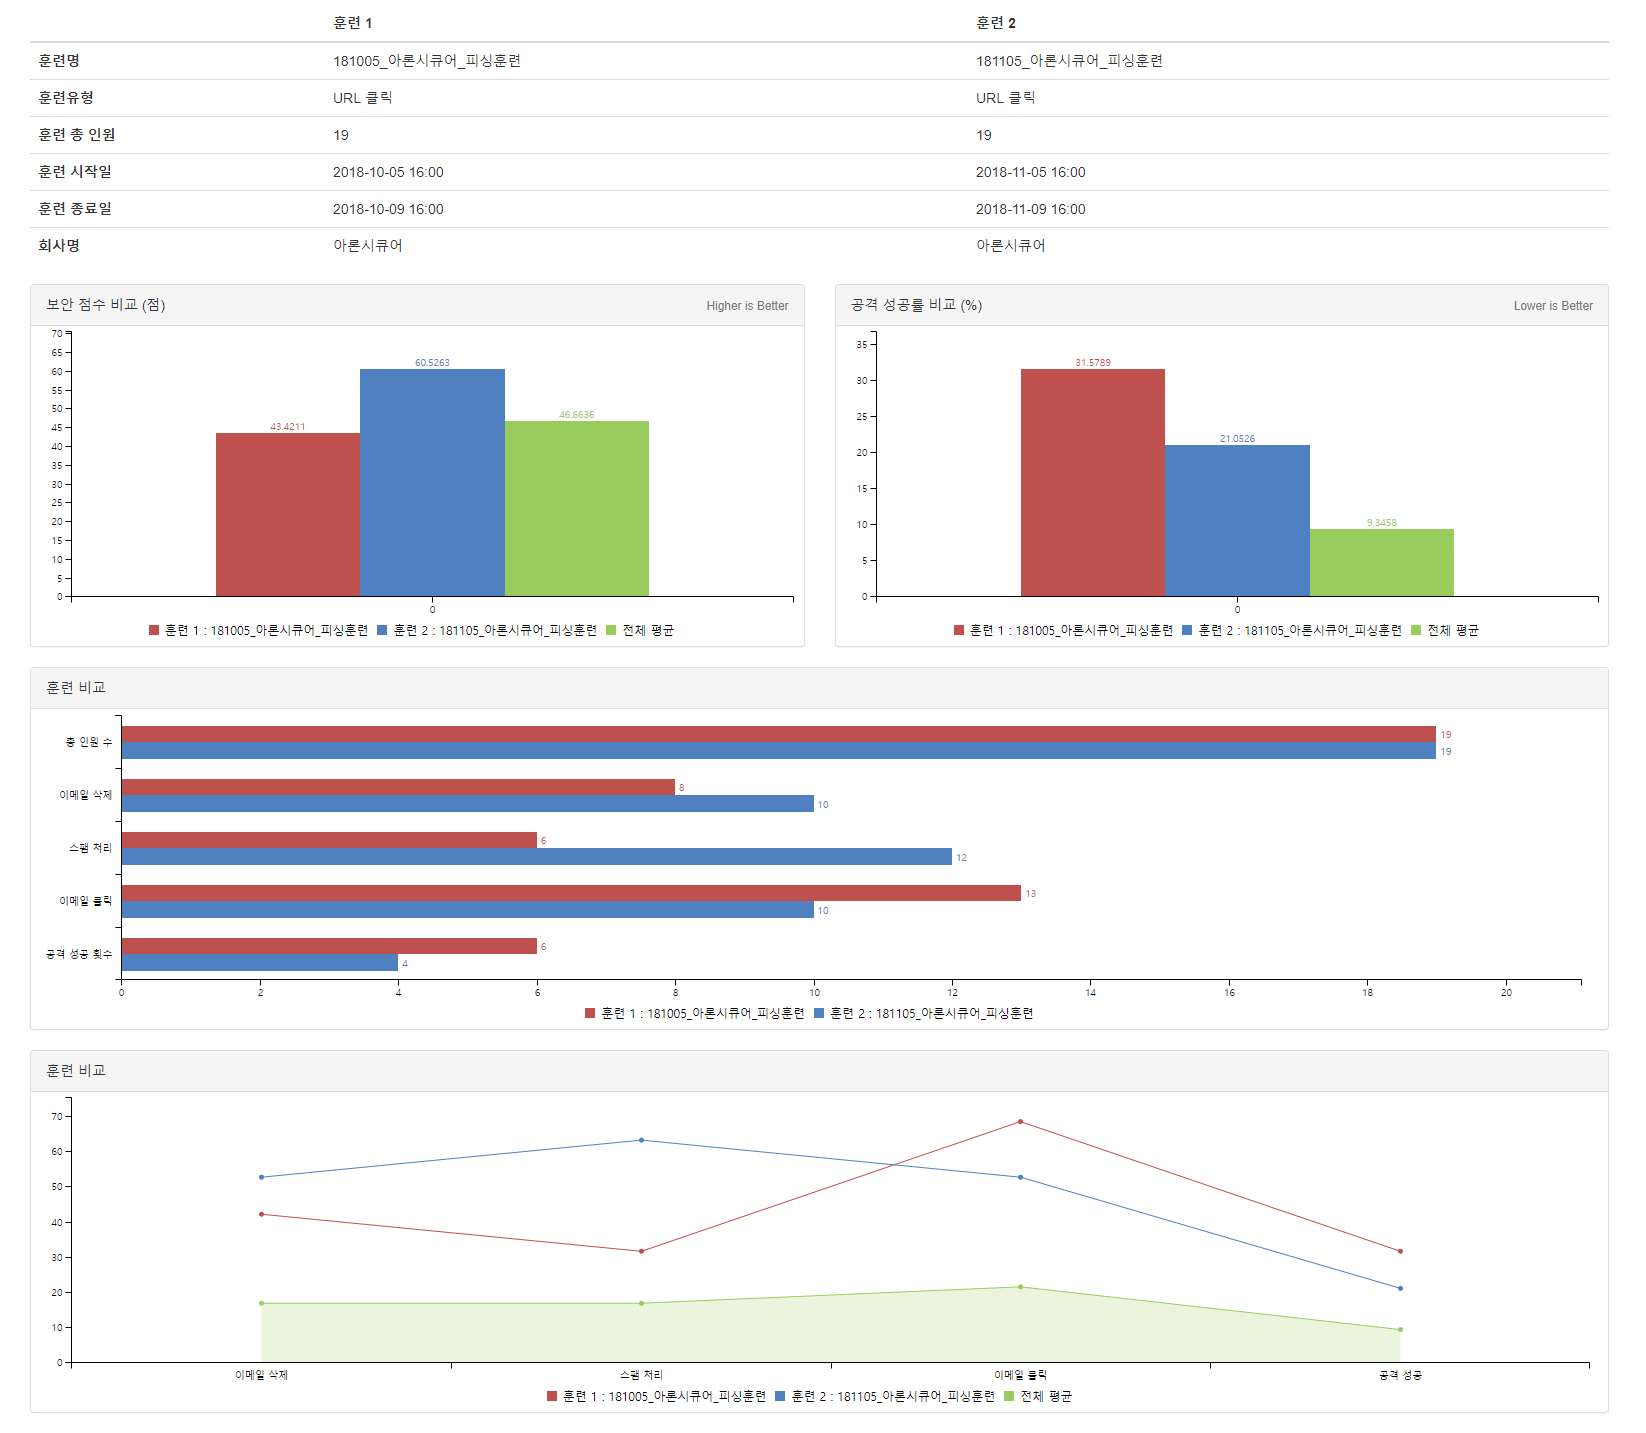 훈련 1 훈련 2
훈련명 181005_아론시큐어_피싱훈련 181105_아론시큐어_피싱훈련
훈련유형 URL 클릭 URL 클릭
훈련 총 인원 19 19
훈련 시작일 2018-10-05 16:00 2018-11-05 16:00
훈련 종료일 2018-10-09 16:00 2018-11-09 16:00
회사명 아론시큐어 아론시큐어
보안 점수 비교 (점) Higher is Better
70
65
60
55
50
45
40
35
30
25
20
15
10
5
0
43.4211
60.5263
46.6636
0
훈련 1 : 181005_아론시큐어_피싱훈련 훈련 2 : 181105_아론시큐어_피싱훈련 전체 평균
공격 성공률 비교 (%) Lower is Better
35
30
25
20
15
10
5
0
31.5789
21.0526
9.3458
0
훈련 1 : 181005_아론시큐어_피싱훈련 훈련 2 : 181105_아론시큐어_피싱훈련 전체 평균
훈련 비교
총 인원 수 19
19
이메일 삭제 8
10
스팸 처리 6
12
이메일 클릭 13
10
공격 성공 횟수 6
4
0 2 4 6 8 10 12 14 16 18 20
훈련 1 : 181005_아론시큐어_피싱훈련 훈련 2 : 181105_아론시큐어_피싱훈련
훈련 비교
70
60
50
40
30
20
10
0
이메일 삭제 스팸 처리 이메일 클릭 공격 성공
훈련 1 : 181005_아론시큐어_피싱훈련 훈련 2 : 181105_아론시큐어_피싱훈련 전체 평균